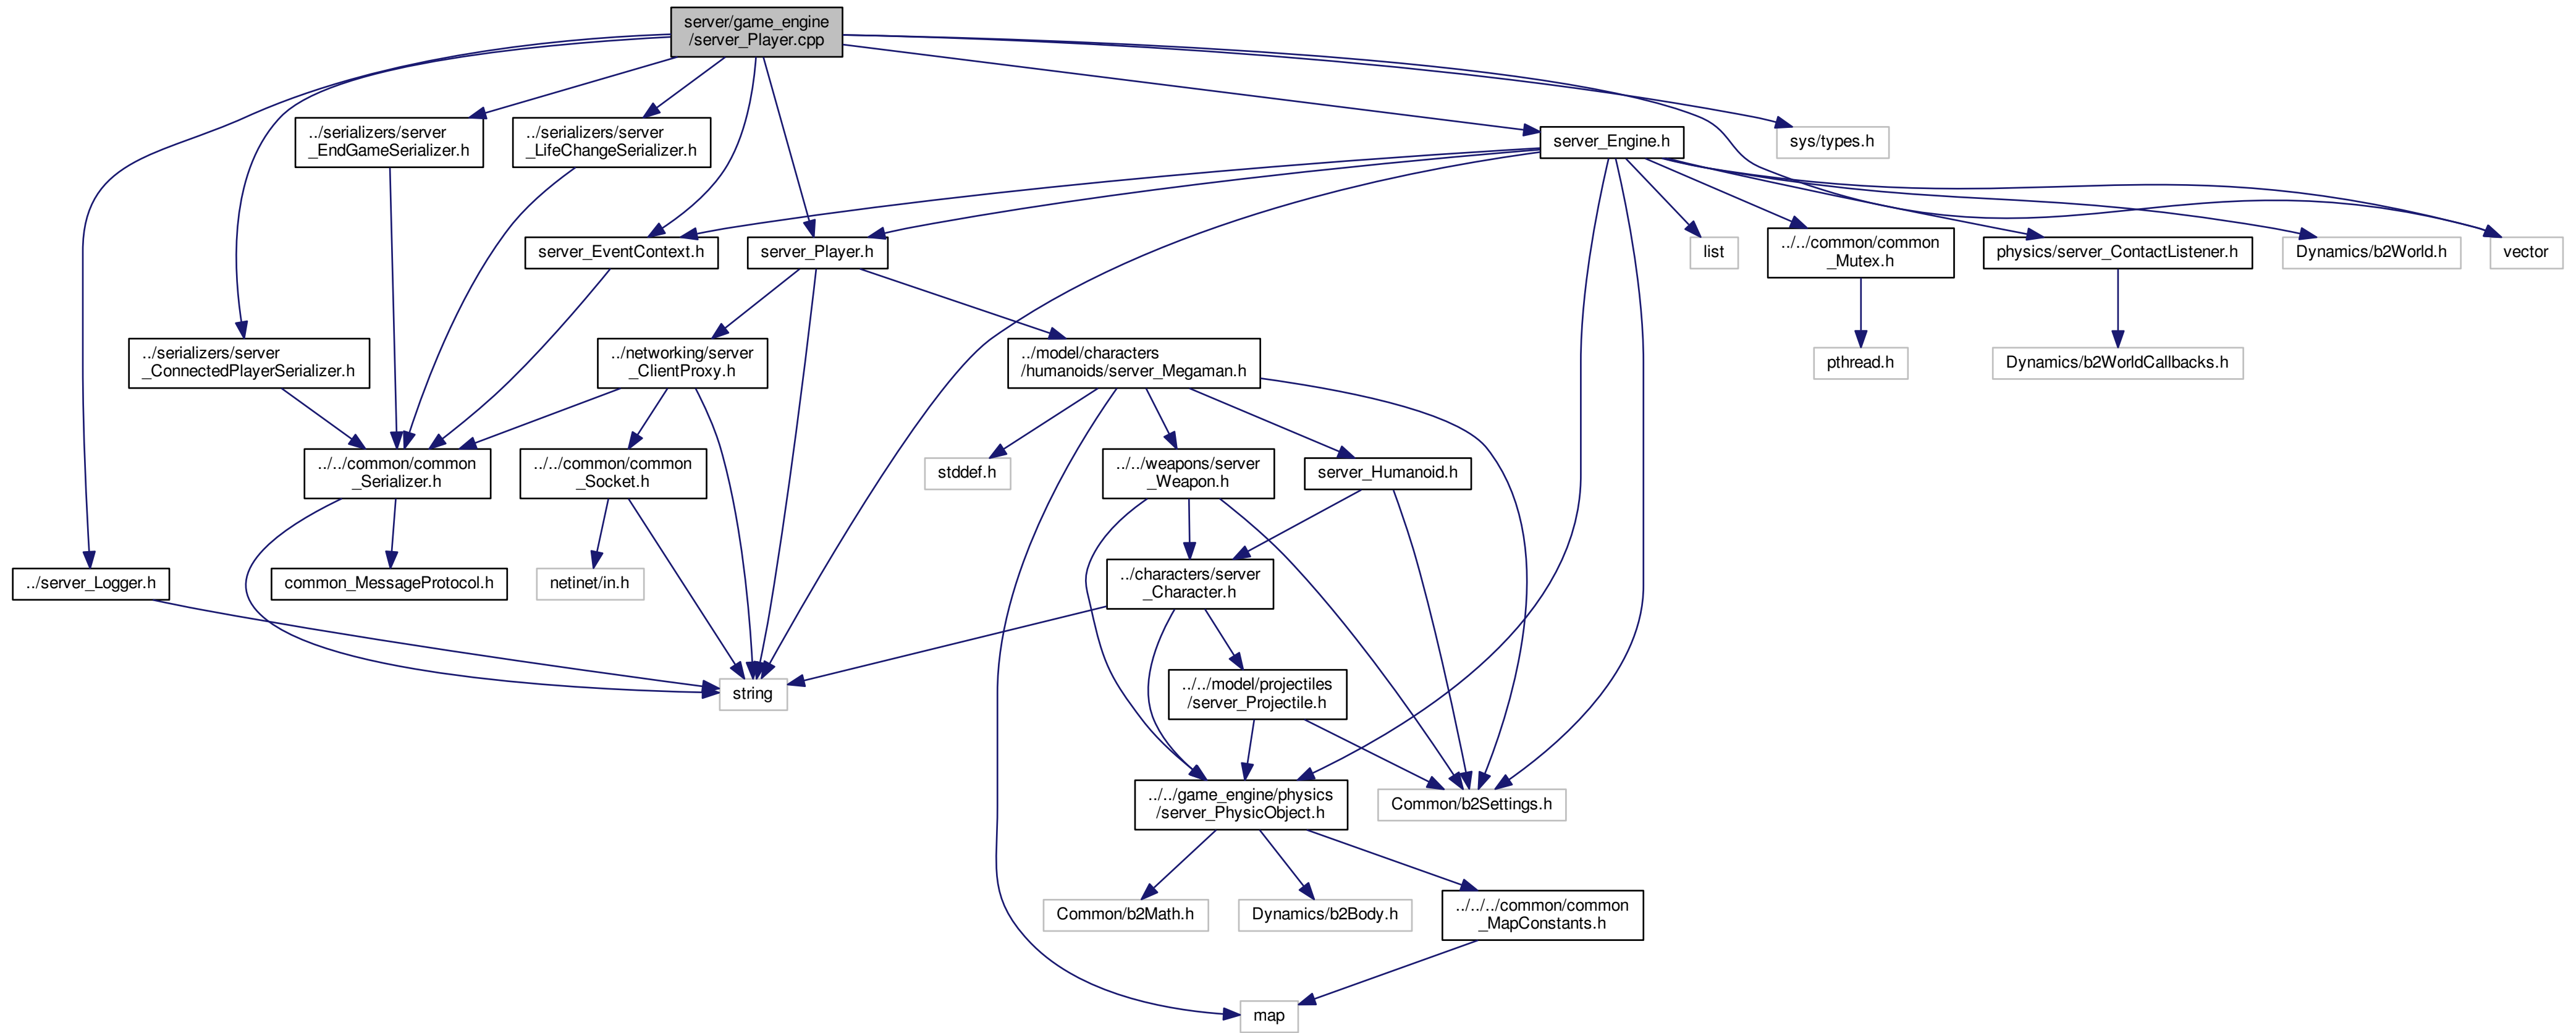 server/game_engine
/server_Player.cpp
../serializers/server
_EndGameSerializer.h
../serializers/server
_LifeChangeSerializer.h
server_Engine.h
sys/types.h
server_EventContext.h
server_Player.h
list
../../common/common
_Mutex.h
physics/server_ContactListener.h
Dynamics/b2World.h
vector
../serializers/server
_ConnectedPlayerSerializer.h
../networking/server
_ClientProxy.h
../model/characters
/humanoids/server_Megaman.h
pthread.h
Dynamics/b2WorldCallbacks.h
../../common/common
_Serializer.h
../../common/common
_Socket.h
stddef.h
../../weapons/server
_Weapon.h
server_Humanoid.h
../server_Logger.h
common_MessageProtocol.h
netinet/in.h
../characters/server
_Character.h
string
../../model/projectiles
/server_Projectile.h
../../game_engine/physics
/server_PhysicObject.h
Common/b2Settings.h
Common/b2Math.h
Dynamics/b2Body.h
../../../common/common
_MapConstants.h
map